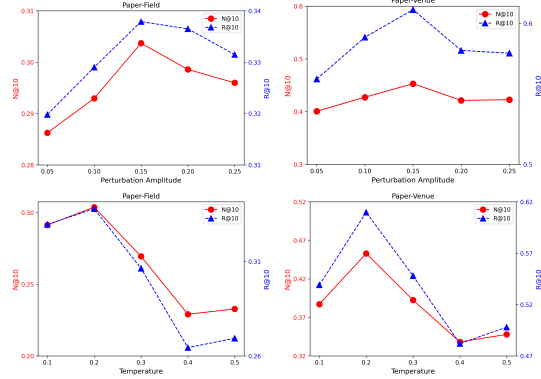 Paper-Field
0.31
0.30
0.29
0.28
N@10
0.34
0.33
0.32
0.31
R@10
N@10
R@10
0.05 0.10 0.15 0.20 0.25
Perturbation Amplitude
Paper-Venue
0.6
0.5
0.4
0.3
N@10
0.6
0.5
R@10
N@10
R@10
0.05 0.10 0.15 0.20 0.25
Perturbation Amplitude
Paper-Field
0.30
0.25
0.20
N@10
0.31
0.26
R@10
N@10
R@10
0.1 0.2 0.3 0.4 0.5
Temperature
Paper-Venue
0.52
0.47
0.42
0.37
0.32
N@10
0.62
0.57
0.52
0.47
R@10
N@10
R@10
0.1 0.2 0.3 0.4 0.5
Temperature